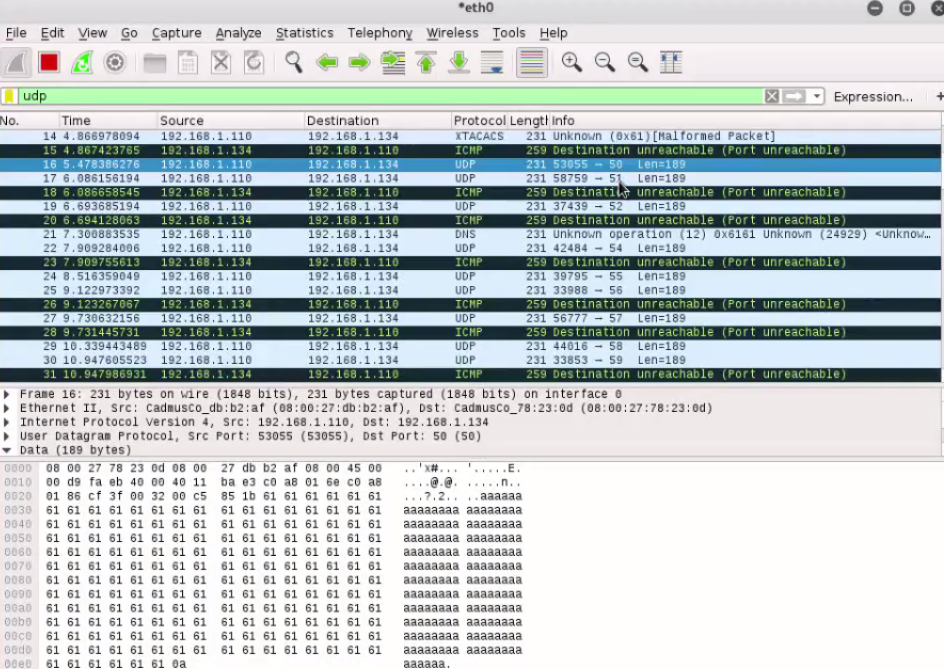 *eth0
File Edit View Go Capture Analyze Statistics Telephony Wireless Tools Help
udp Expression... +
No. Time Source Destination Protocol Length Info
14 4.866978094 192.168.1.110 192.168.1.134 XTACACS 231 Unknown (0x61)[Malformed Packet]
15 4.867423765 192.168.1.134 192.168.1.110 ICMP 259 Destination unreachable (Port unreachable)
16 5.478386276 192.168.1.110 192.168.1.134 UDP 231 53055 → 50 Len=189
17 6.086156194 192.168.1.110 192.168.1.134 UDP 231 58759 → 51 Len=189
18 6.086658545 192.168.1.134 192.168.1.110 ICMP 259 Destination unreachable (Port unreachable)
19 6.693685194 192.168.1.110 192.168.1.134 UDP 231 37439 → 52 Len=189
20 6.694128063 192.168.1.134 192.168.1.110 ICMP 259 Destination unreachable (Port unreachable)
21 7.300883535 192.168.1.110 192.168.1.134 DNS 231 Unknown operation (12) 0x6161 Unknown (24929) <Unknow...
22 7.909284006 192.168.1.110 192.168.1.134 UDP 231 42484 → 54 Len=189
23 7.909755613 192.168.1.134 192.168.1.110 ICMP 259 Destination unreachable (Port unreachable)
24 8.516359049 192.168.1.110 192.168.1.134 UDP 231 39795 → 55 Len=189
25 9.122973392 192.168.1.110 192.168.1.134 UDP 231 33988 → 56 Len=189
26 9.123267067 192.168.1.134 192.168.1.110 ICMP 259 Destination unreachable (Port unreachable)
27 9.730632156 192.168.1.110 192.168.1.134 UDP 231 56777 → 57 Len=189
28 9.731445731 192.168.1.134 192.168.1.110 ICMP 259 Destination unreachable (Port unreachable)
29 10.339443489 192.168.1.110 192.168.1.134 UDP 231 44016 → 58 Len=189
30 10.947605523 192.168.1.110 192.168.1.134 UDP 231 33853 → 59 Len=189
31 10.947986931 192.168.1.134 192.168.1.110 ICMP 259 Destination unreachable (Port unreachable)
Frame 16: 231 bytes on wire (1848 bits), 231 bytes captured (1848 bits) on interface 0
Ethernet II, Src: CadmusCo_db:b2:af (08:00:27:db:b2:af), Dst: CadmusCo_78:23:0d (08:00:27:78:23:0d)
Internet Protocol Version 4, Src: 192.168.1.110, Dst: 192.168.1.134
User Datagram Protocol, Src Port: 53055 (53055), Dst Port: 50 (50)
Data (189 bytes)
0000 08 00 27 78 23 0d 08 00 27 db b2 af 08 00 45 00 ..'x#... '.....E.
0010 00 d9 fa eb 40 00 40 11 ba e3 c0 a8 01 6e c0 a8 ....@.@. .....n..
0020 01 86 cf 3f 00 32 00 c5 85 1b 61 61 61 61 61 61 ...?.2.. ..aaaaaa
0030 61 61 61 61 61 61 61 61 61 61 61 61 61 61 61 61 aaaaaaaa aaaaaaaa
0040 61 61 61 61 61 61 61 61 61 61 61 61 61 61 61 61 aaaaaaaa aaaaaaaa
0050 61 61 61 61 61 61 61 61 61 61 61 61 61 61 61 61 aaaaaaaa aaaaaaaa
0060 61 61 61 61 61 61 61 61 61 61 61 61 61 61 61 61 aaaaaaaa aaaaaaaa
0070 61 61 61 61 61 61 61 61 61 61 61 61 61 61 61 61 aaaaaaaa aaaaaaaa
0080 61 61 61 61 61 61 61 61 61 61 61 61 61 61 61 61 aaaaaaaa aaaaaaaa
0090 61 61 61 61 61 61 61 61 61 61 61 61 61 61 61 61 aaaaaaaa aaaaaaaa
00a0 61 61 61 61 61 61 61 61 61 61 61 61 61 61 61 61 aaaaaaaa aaaaaaaa
00b0 61 61 61 61 61 61 61 61 61 61 61 61 61 61 61 61 aaaaaaaa aaaaaaaa
00c0 61 61 61 61 61 61 61 61 61 61 61 61 61 61 61 61 aaaaaaaa aaaaaaaa
00d0 61 61 61 61 61 61 61 61 61 61 61 61 61 61 61 61 aaaaaaaa aaaaaaaa
00e0 61 61 61 61 61 61 0a aaaaaa.